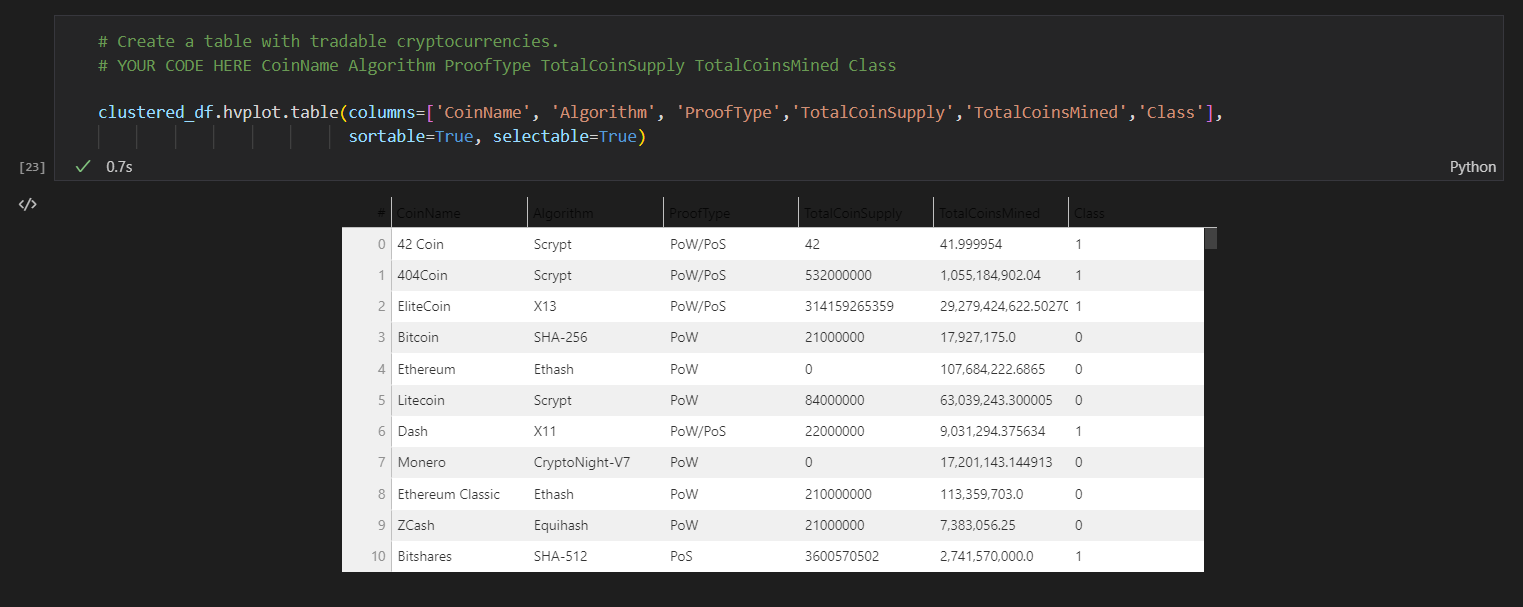 # Create a table with tradable cryptocurrencies.
# YOUR CODE HERE CoinName Algorithm ProofType TotalCoinSupply TotalCoinsMined Class
clustered_df.hvplot.table(columns=['CoinName', 'Algorithm', 'ProofType','TotalCoinSupply','TotalCoinsMined','Class'],
sortable=True, selectable=True)
[23] ✓ 0.7s Python
</>
# CoinName Algorithm ProofType TotalCoinSupply TotalCoinsMined Class
0 42 Coin Scrypt PoW/PoS 42 41.999954 1
1 404Coin Scrypt PoW/PoS 532000000 1,055,184,902.04 1
2 EliteCoin X13 PoW/PoS 314159265359 29,279,424,622.5027 1
3 Bitcoin SHA-256 PoW 21000000 17,927,175.0 0
4 Ethereum Ethash PoW 0 107,684,222.6865 0
5 Litecoin Scrypt PoW 84000000 63,039,243.300005 0
6 Dash X11 PoW/PoS 22000000 9,031,294.375634 1
7 Monero CryptoNight-V7 PoW 0 17,201,143.144913 0
8 Ethereum Classic Ethash PoW 210000000 113,359,703.0 0
9 ZCash Equihash PoW 21000000 7,383,056.25 0
10 Bitshares SHA-512 PoS 3600570502 2,741,570,000.0 1